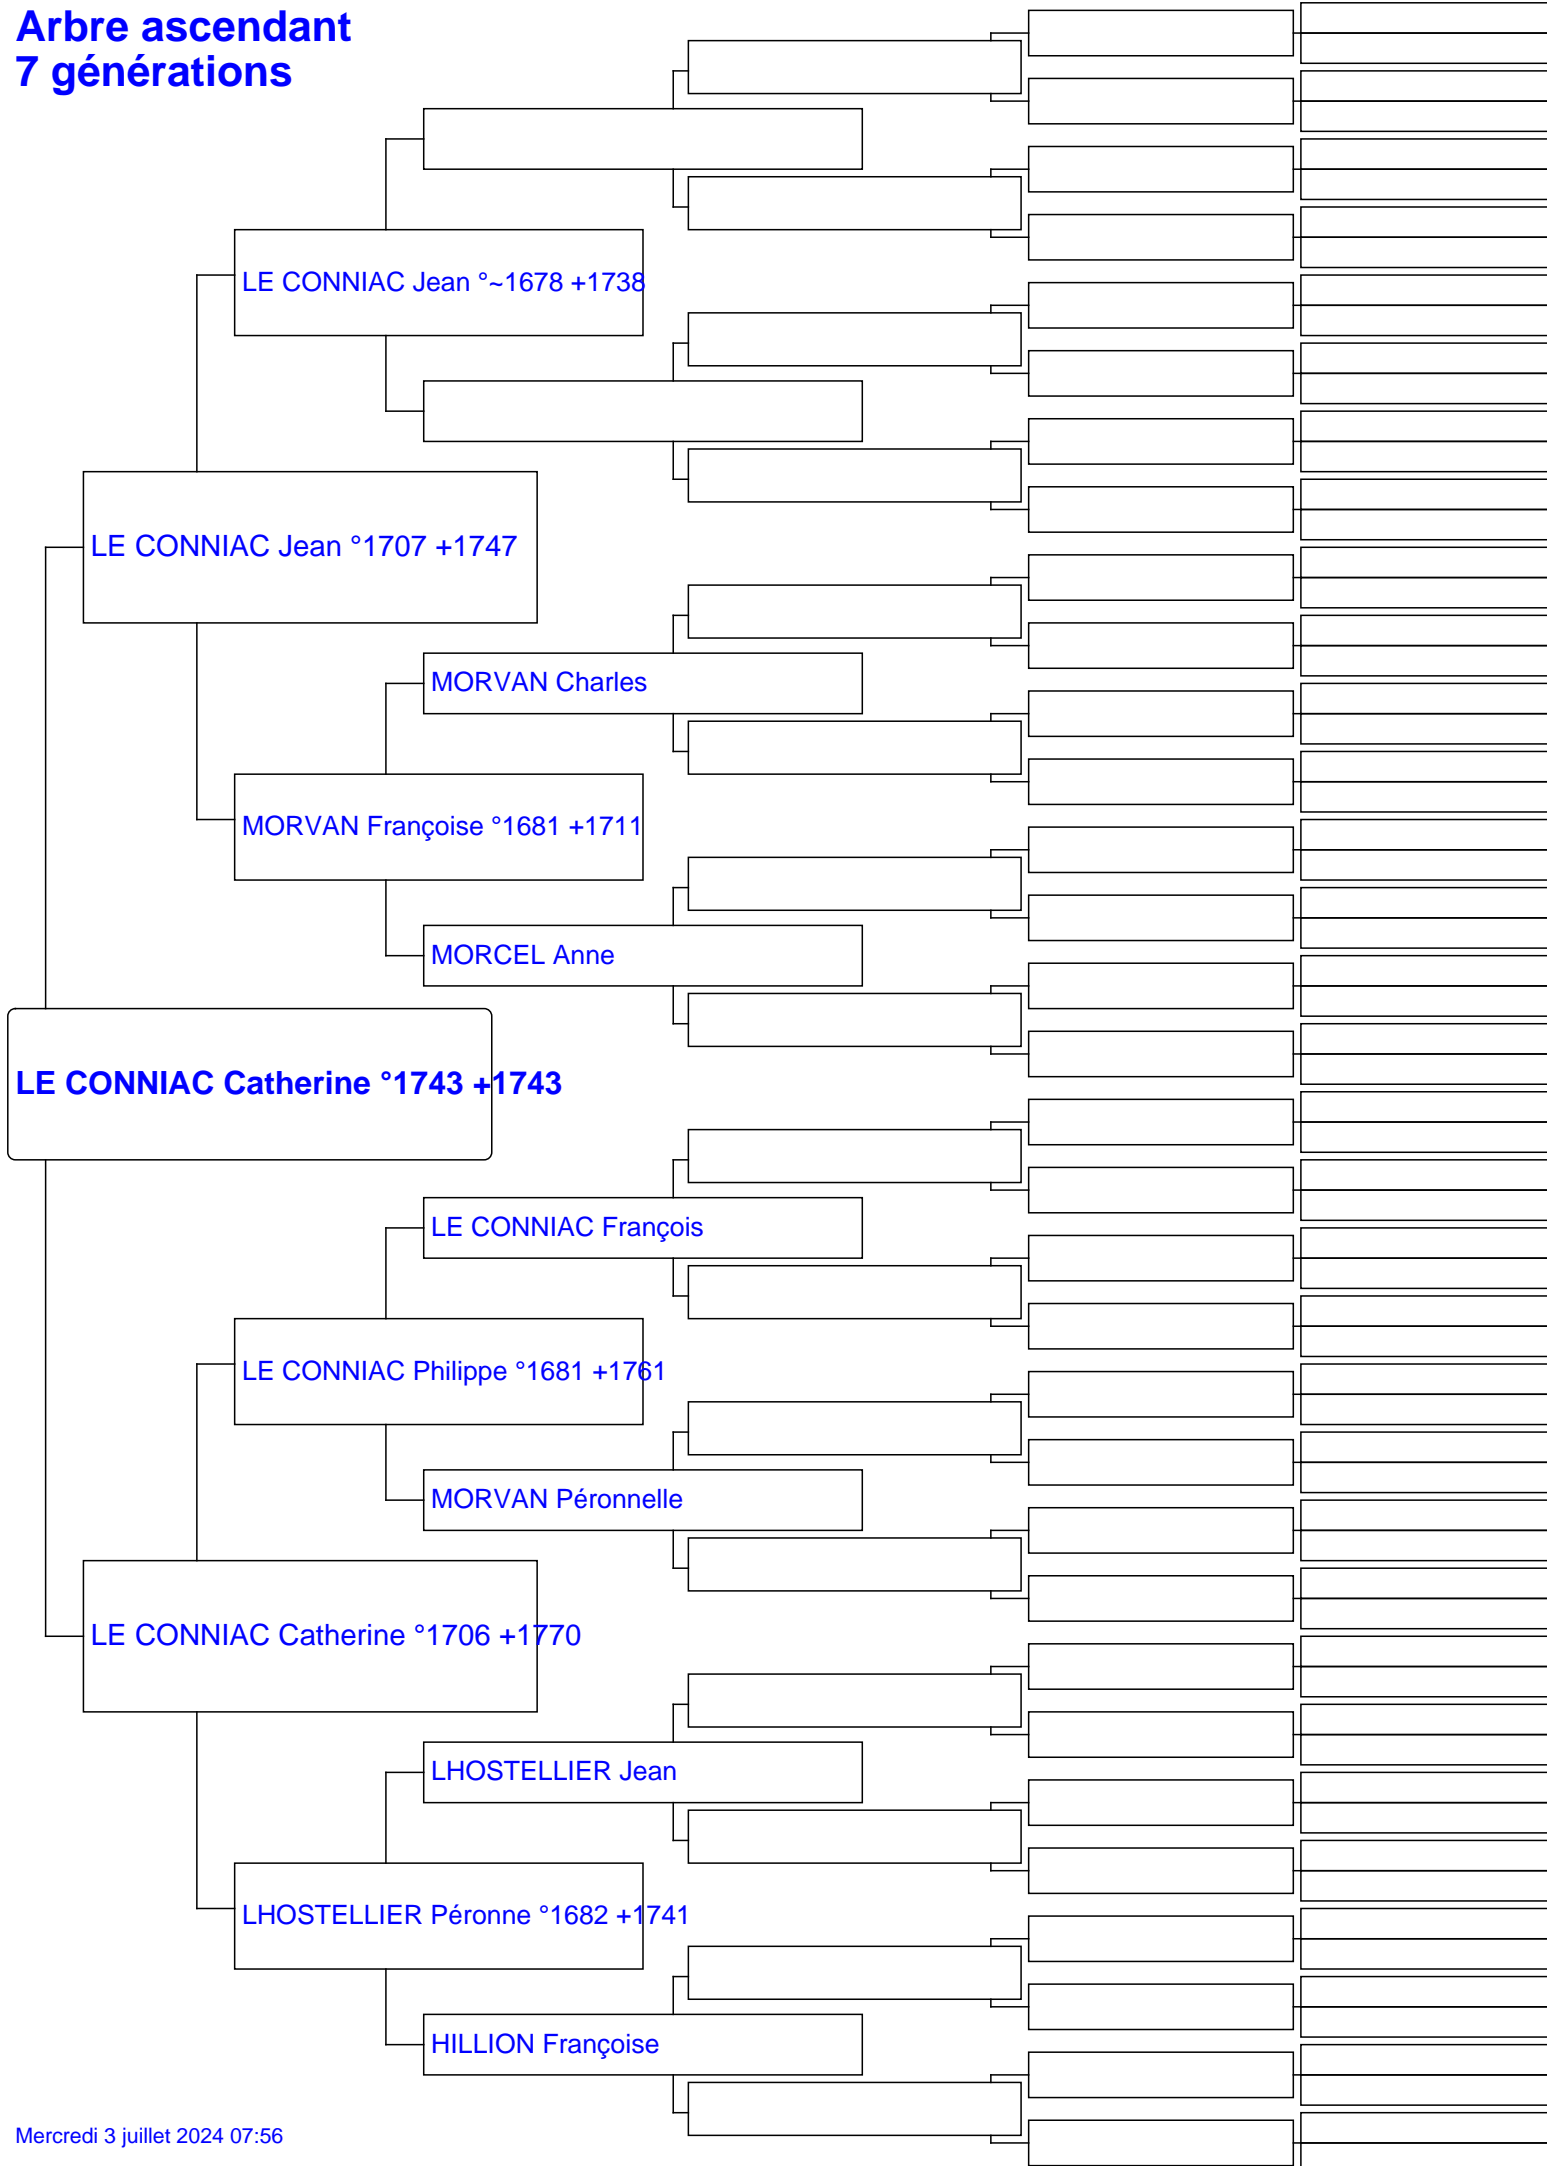 Arbre ascendant
7 générations
LE CONNIAC Jean °~1678 +1738
LE CONNIAC Jean °1707 +1747
MORVAN Charles
MORVAN Françoise °1681 +1711
MORCEL Anne
LE CONNIAC Catherine °1743 +1743
LE CONNIAC François
LE CONNIAC Philippe °1681 +1761
MORVAN Péronnelle
LE CONNIAC Catherine °1706 +1770
LHOSTELLIER Jean
LHOSTELLIER Péronne °1682 +1741
HILLION Françoise
Mercredi 3 juillet 2024 07:56